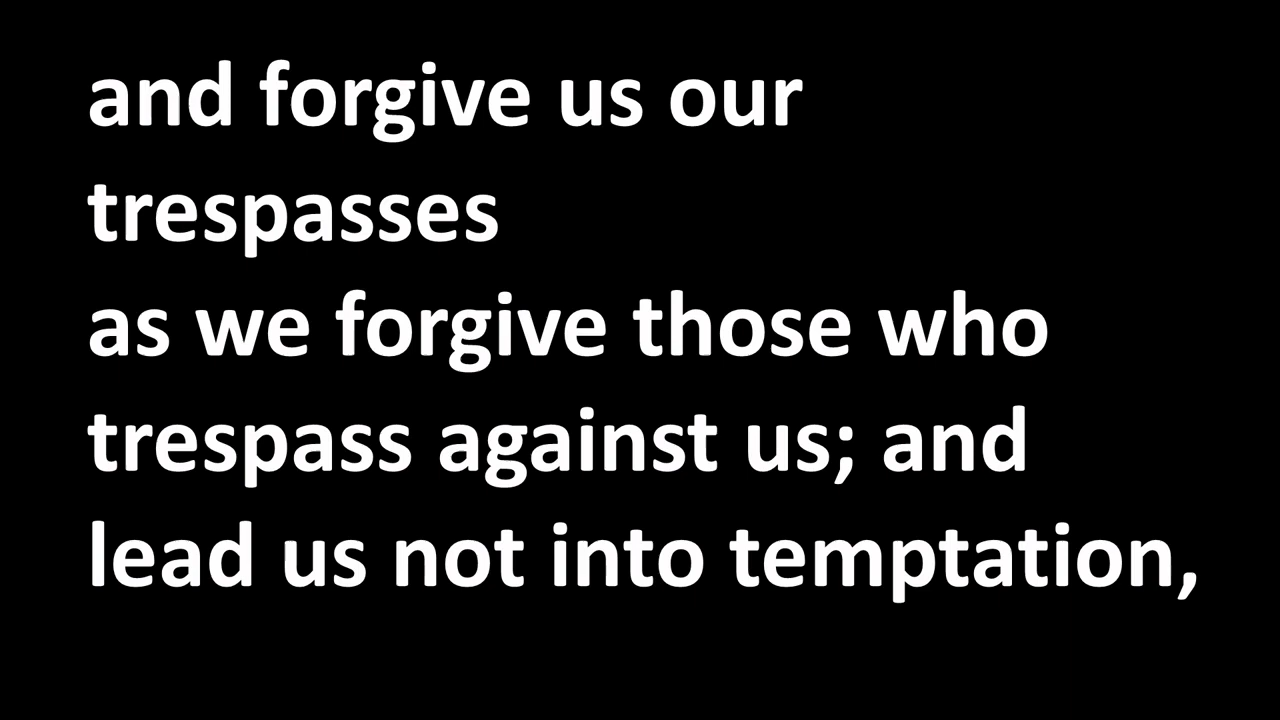 and forgive us our
trespasses
as we forgive those who
trespass against us; and
lead us not into temptation,